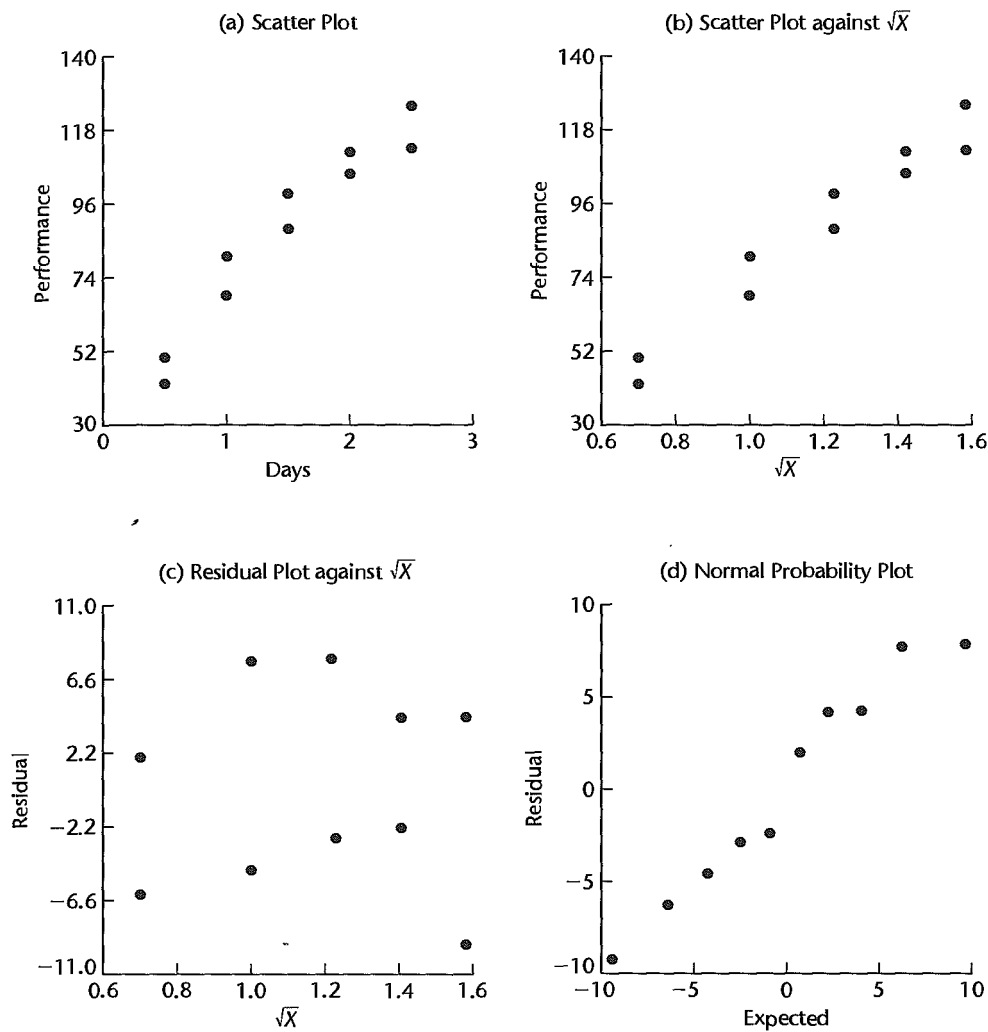 (a) Scatter Plot
140
118
96
74
52
30
Performance
0 1 2 3
Days
(b) Scatter Plot against √X
140
118
96
74
52
30
Performance
0.6 0.8 1.0 1.2 1.4 1.6
√X
(c) Residual Plot against √X
11.0
6.6
2.2
−2.2
−6.6
−11.0
Residual
0.6 0.8 1.0 1.2 1.4 1.6
√X
(d) Normal Probability Plot
10
5
0
−5
−10
Residual
−10 −5 0 5 10
Expected